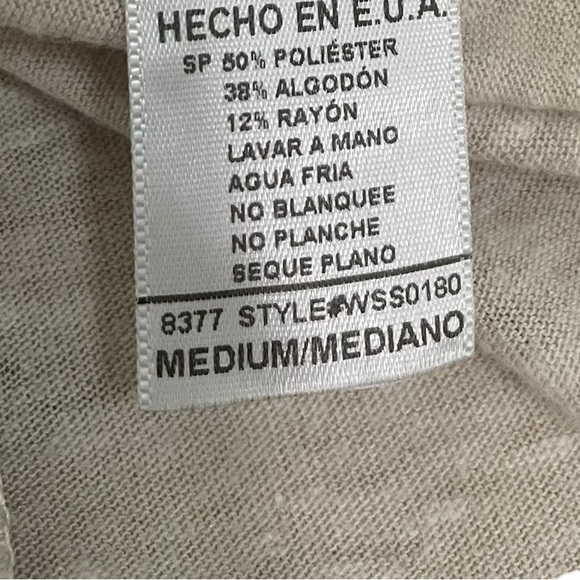 HECHO EN E.U.A.
SP 50% POLIÉSTER
38% ALGODÓN
12% RAYÓN
LAVAR A MANO
AGUA FRIA
NO BLANQUEE
NO PLANCHE
SEQUE PLANO
8377 STYLE#WSS0180
MEDIUM/MEDIANO